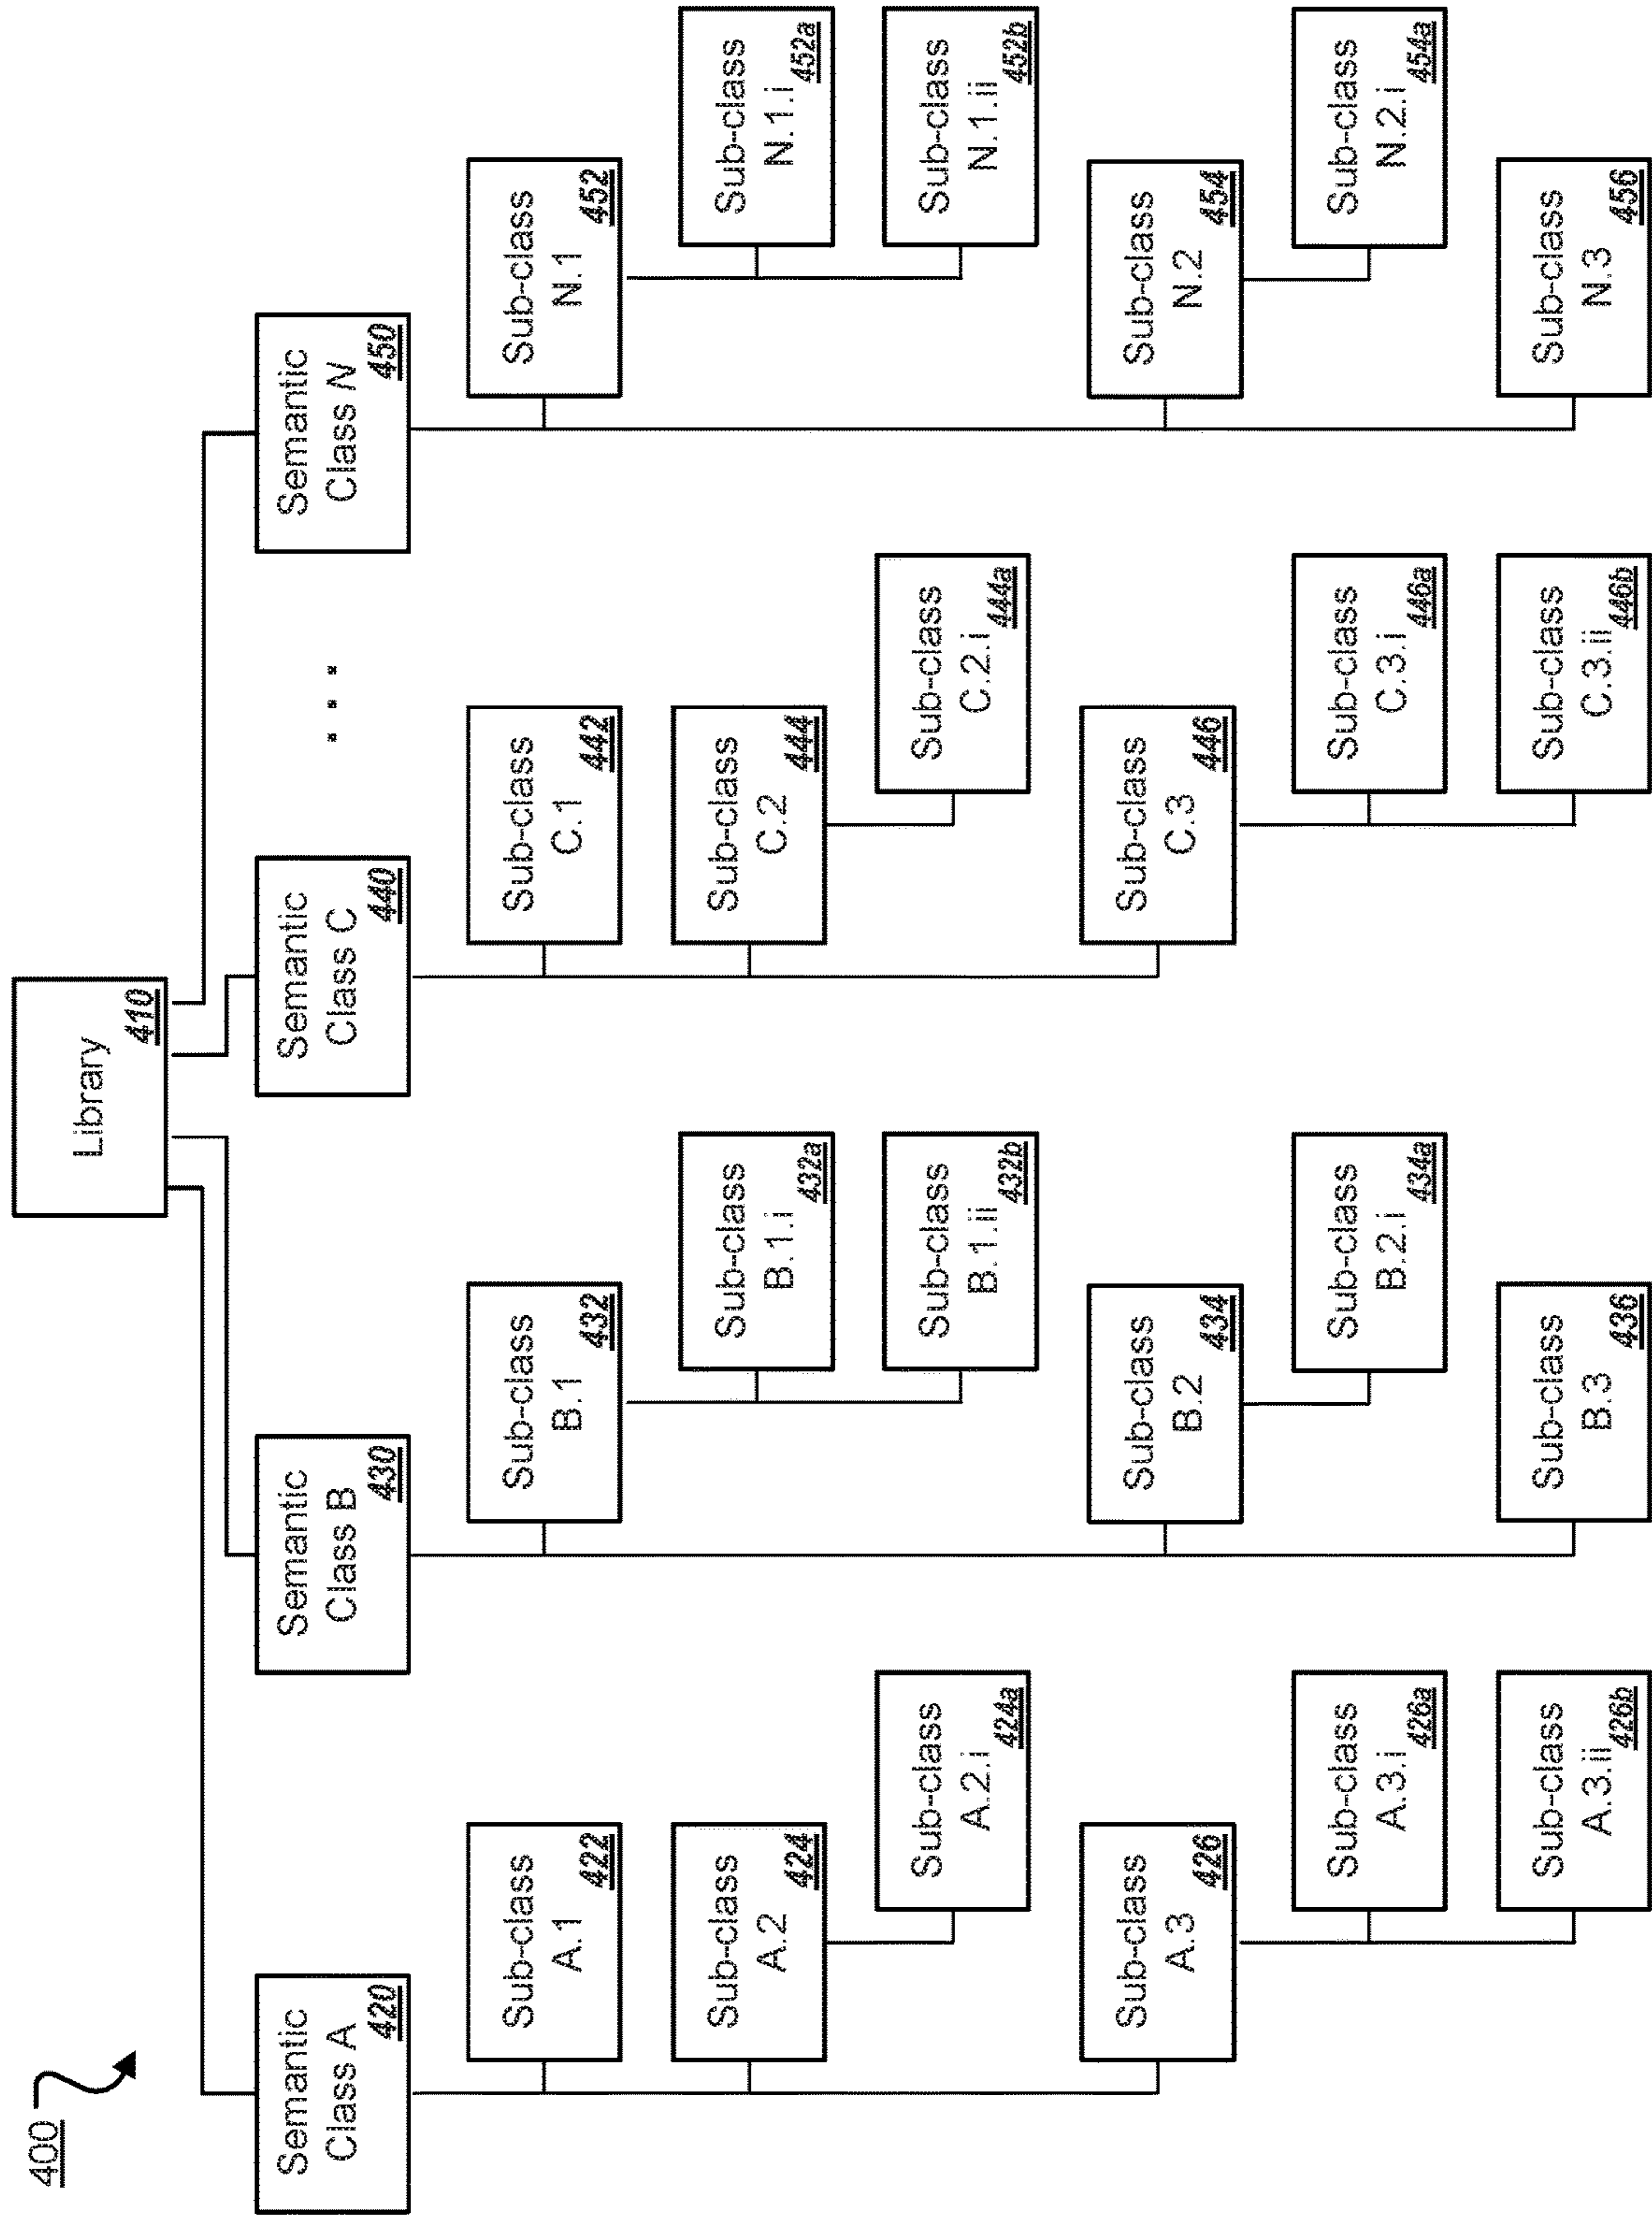 400
Library
410
Semantic
Class A
420
Sub-class
A.1
422
Sub-class
A.2
424
Sub-class
A.2.i
424a
Sub-class
A.3
426
Sub-class
A.3.i
426a
Sub-class
A.3.ii
426b
Semantic
Class B
430
Sub-class
B.1
432
Sub-class
B.1.i
432a
Sub-class
B.1.ii
432b
Sub-class
B.2
434
Sub-class
B.2.i
434a
Sub-class
B.3
436
Semantic
Class C
440
Sub-class
C.1
442
Sub-class
C.2
444
Sub-class
C.2.i
444a
Sub-class
C.3
446
Sub-class
C.3.i
446a
Sub-class
C.3.ii
446b
...
Semantic
Class N
450
Sub-class
N.1
452
Sub-class
N.1.i
452a
Sub-class
N.1.ii
452b
Sub-class
N.2
454
Sub-class
N.2.i
454a
Sub-class
N.3
456